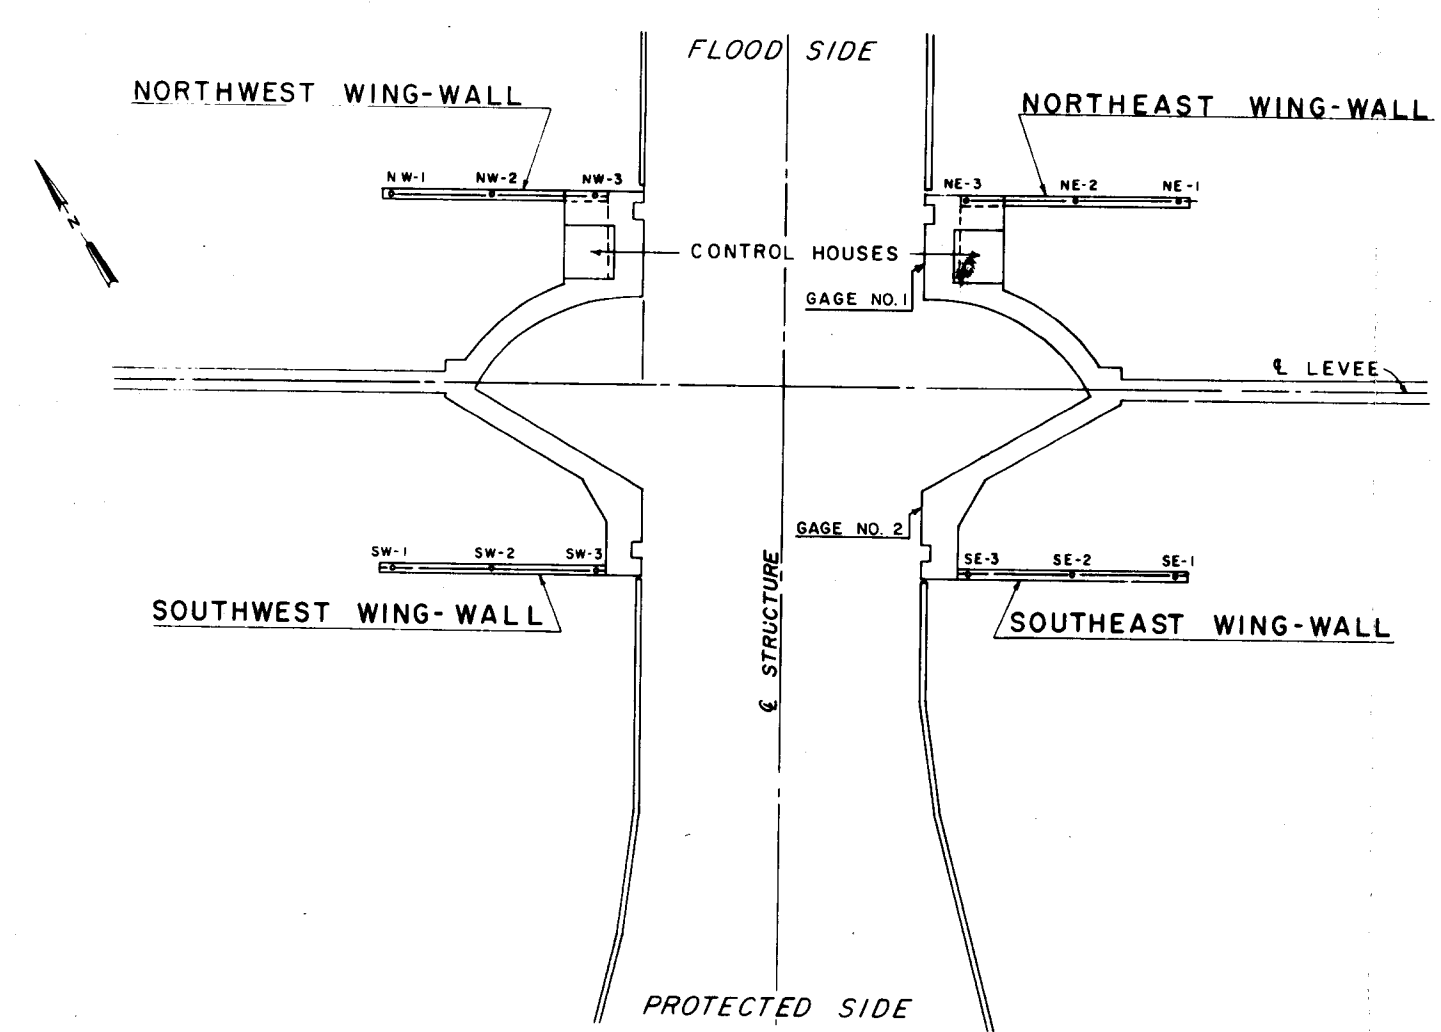 FLOOD SIDE
NORTHWEST WING-WALL
NORTHEAST WING-WALL
NW-1 NW-2 NW-3
NE-3 NE-2 NE-1
N
CONTROL HOUSES
GAGE NO. 1
℄ LEVEE
GAGE NO. 2
SW-1 SW-2 SW-3
SE-3 SE-2 SE-1
℄ STRUCTURE
SOUTHWEST WING-WALL
SOUTHEAST WING-WALL
PROTECTED SIDE